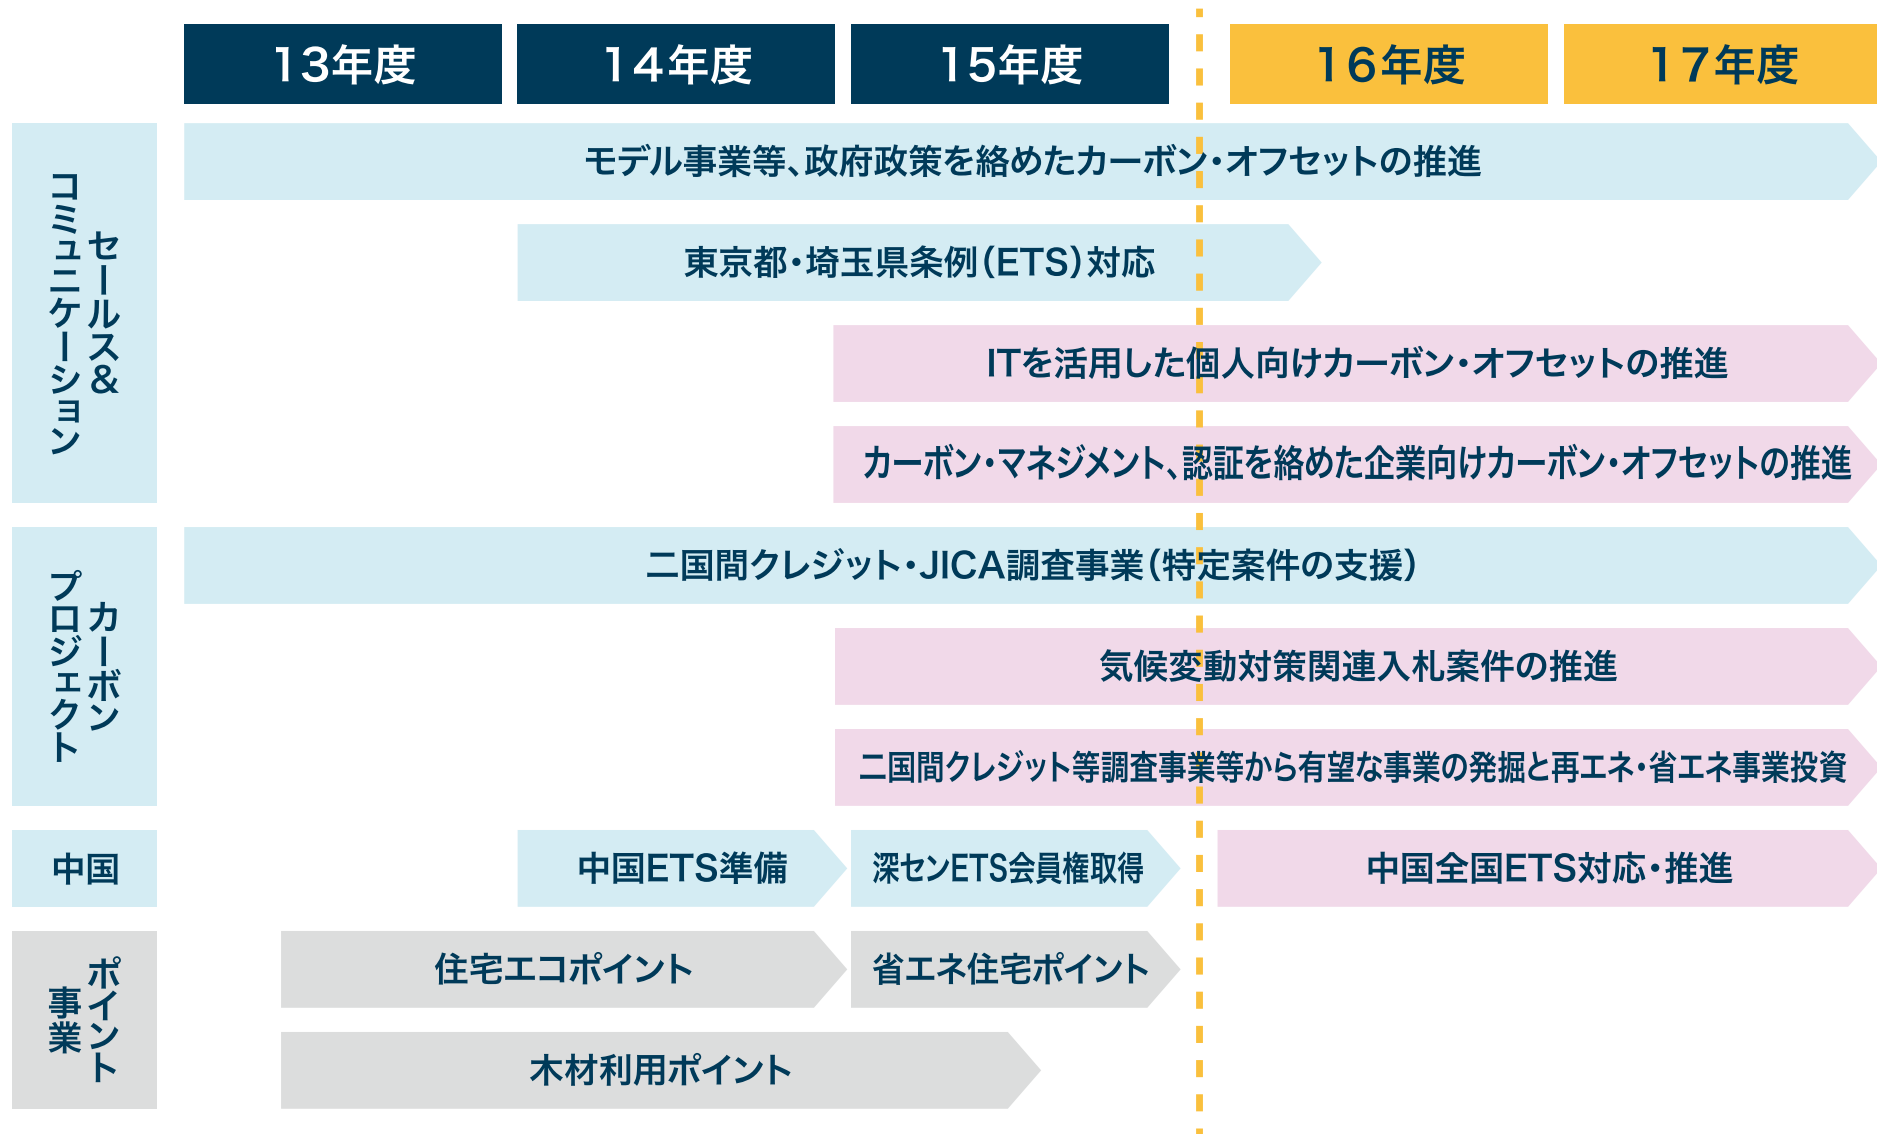 13年度
14年度
15年度
16年度
17年度
セールス&
コミュニケーション
モデル事業等、政府政策を絡めたカーボン・オフセットの推進
東京都・埼玉県条例(ETS)対応
ITを活用した個人向けカーボン・オフセットの推進
カーボン・マネジメント、認証を絡めた企業向けカーボン・オフセットの推進
カーボン
プロジェクト
二国間クレジット・JICA調査事業(特定案件の支援)
気候変動対策関連入札案件の推進
二国間クレジット等調査事業等から有望な事業の発掘と再エネ・省エネ事業投資
中国
中国ETS準備
深センETS会員権取得
中国全国ETS対応・推進
ポイント
事業
住宅エコポイント
省エネ住宅ポイント
木材利用ポイント